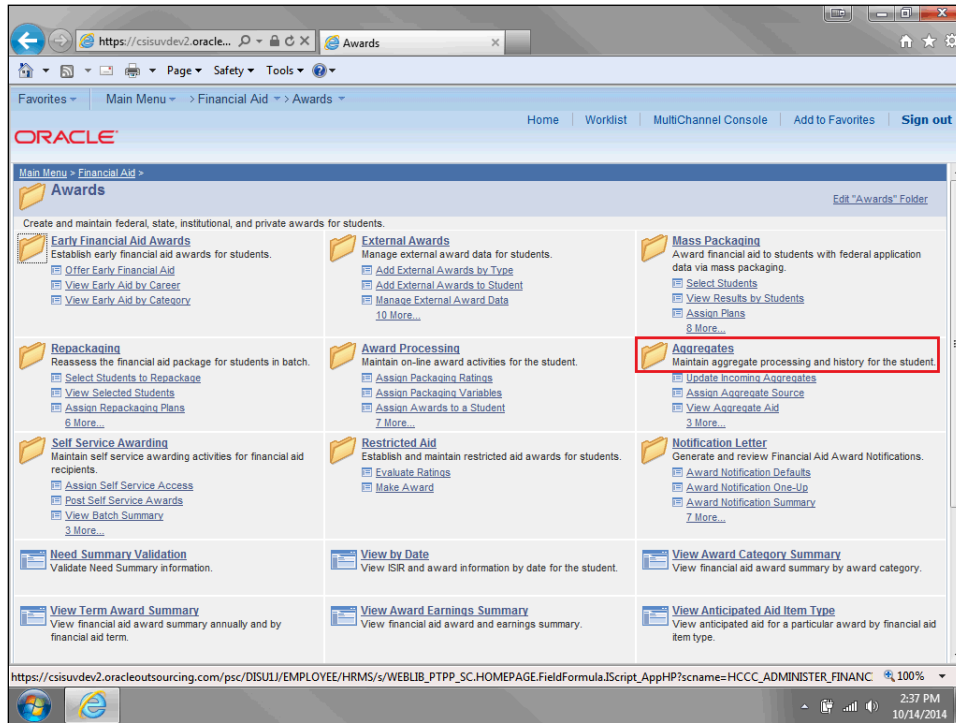 https://csisuvdev2.oracle...
Awards
Page Safety Tools
Favorites Main Menu > Financial Aid > Awards
Home Worklist MultiChannel Console Add to Favorites Sign out
ORACLE
Main Menu > Financial Aid >
Awards
Edit "Awards" Folder
Create and maintain federal, state, institutional, and private awards for students.
Early Financial Aid Awards
Establish early financial aid awards for students.
Offer Early Financial Aid
View Early Aid by Career
View Early Aid by Category
External Awards
Manage external award data for students.
Add External Awards by Type
Add External Awards to Student
Manage External Award Data
10 More...
Mass Packaging
Award financial aid to students with federal application
data via mass packaging.
Select Students
View Results by Students
Assign Plans
8 More...
Repackaging
Reassess the financial aid package for students in batch.
Select Students to Repackage
View Selected Students
Assign Repackaging Plans
6 More...
Award Processing
Maintain on-line award activities for the student.
Assign Packaging Ratings
Assign Packaging Variables
Assign Awards to a Student
7 More...
Aggregates
Maintain aggregate processing and history for the student.
Update Incoming Aggregates
Assign Aggregate Source
View Aggregate Aid
3 More...
Self Service Awarding
Maintain self service awarding activities for financial aid
recipients.
Assign Self Service Access
Post Self Service Awards
View Batch Summary
3 More...
Restricted Aid
Establish and maintain restricted aid awards for students.
Evaluate Ratings
Make Award
Notification Letter
Generate and review Financial Aid Award Notifications.
Award Notification Defaults
Award Notification One-Up
Award Notification Summary
7 More...
Need Summary Validation
Validate Need Summary information.
View by Date
View ISIR and award information by date for the student.
View Award Category Summary
View financial aid award summary by award category.
View Term Award Summary
View financial aid award summary annually and by
financial aid term.
View Award Earnings Summary
View financial aid award and earnings summary.
View Anticipated Aid Item Type
View anticipated aid for a particular award by financial aid
item type.
https://csisuvdev2.oracleoutsourcing.com/psc/DISU1J/EMPLOYEE/HRMS/s/WEBLIB_PTPP_SC.HOMEPAGE.FieldFormula.IScript_AppHP?scname=HCCC_ADMINISTER_FINANC 100%
2:37 PM
10/14/2014